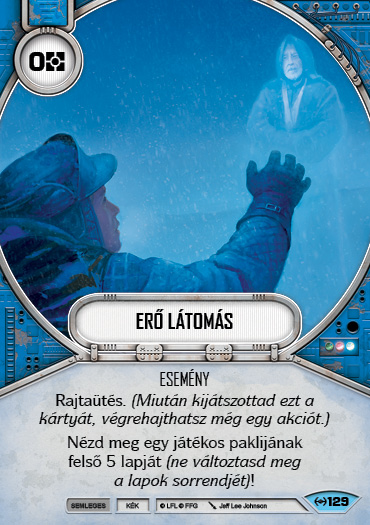 0
ERŐ LÁTOMÁS
ESEMÉNY
Rajtaütés. (Miután kijátszottad ezt a
kártyát, végrehajthatsz még egy akciót.)
Nézd meg egy játékos paklijának
felső 5 lapját (ne változtasd meg
a lapok sorrendjét)!
SEMLEGES KÉK © LFL © FFG Jeff Lee Johnson 129